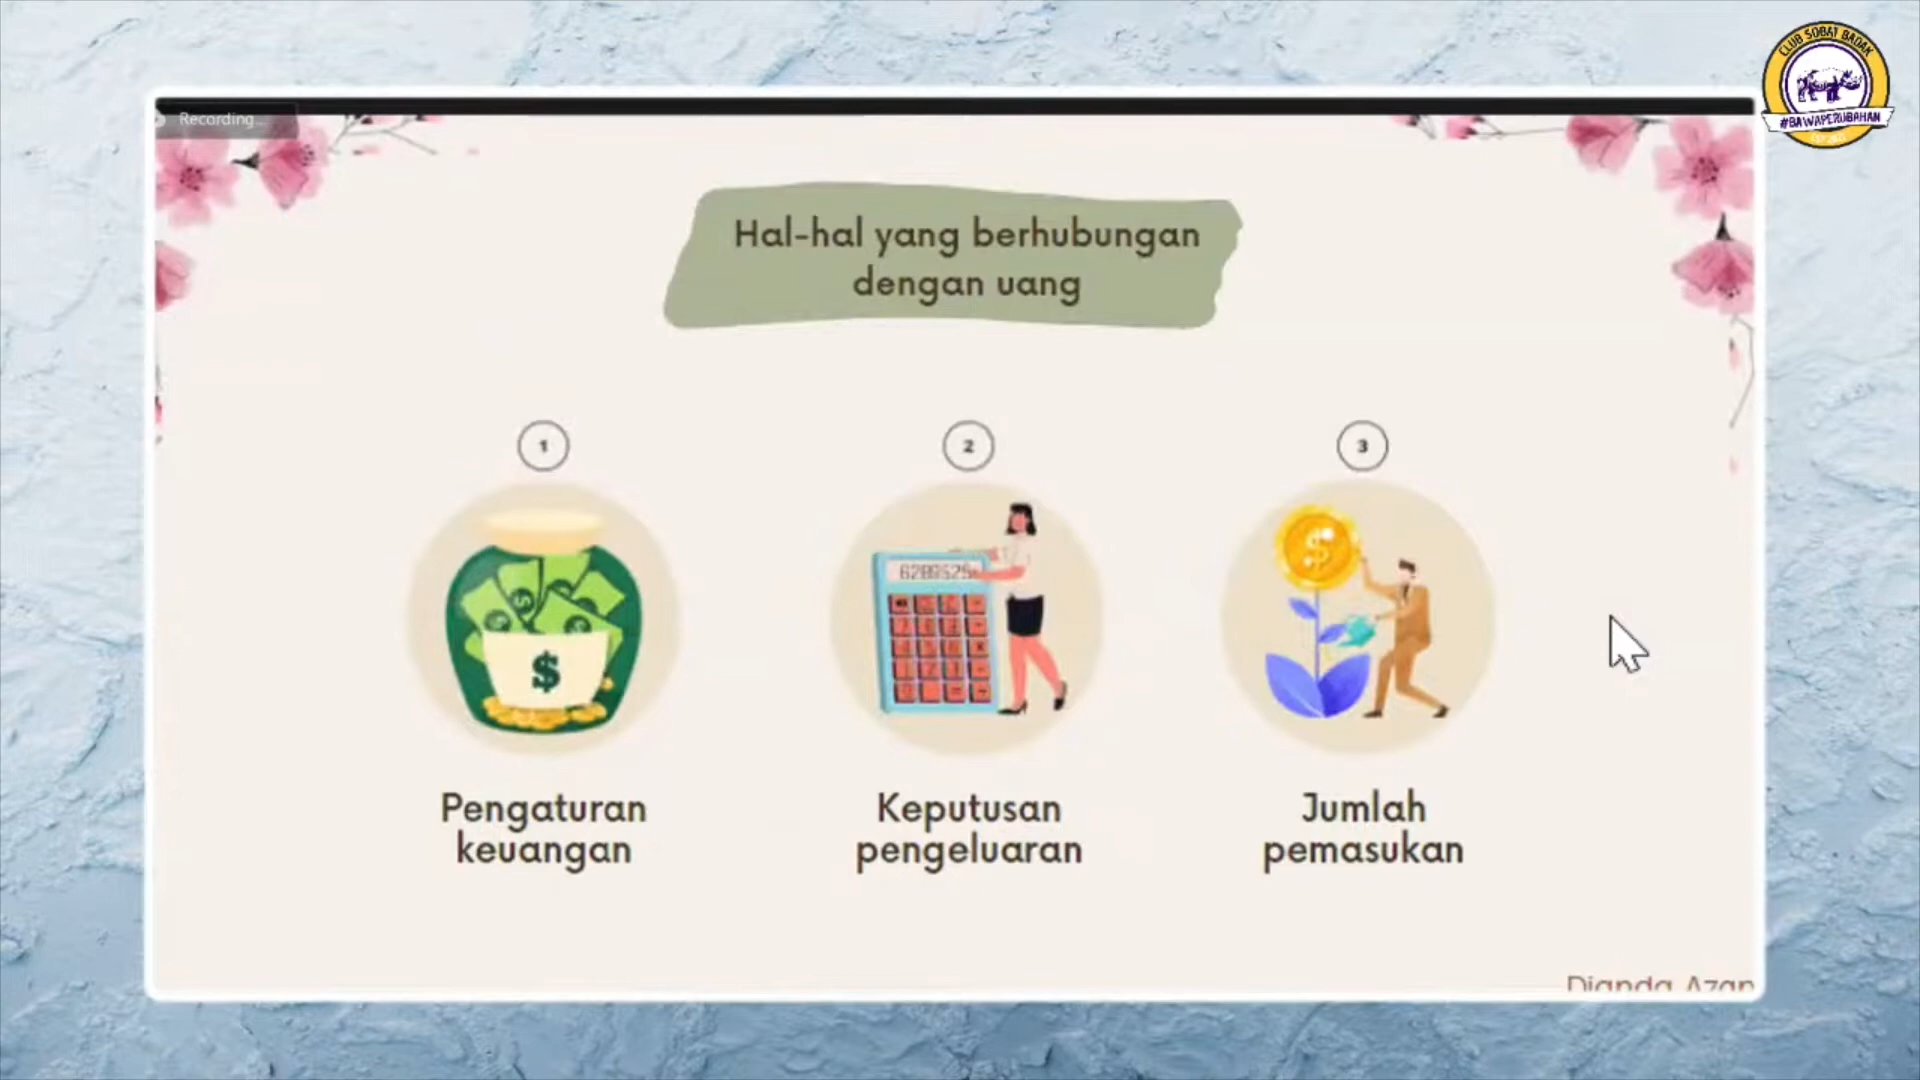 CLUB SOBAT BADAK
#BAWAPERUBAHAN
Recording...
Hal-hal yang berhubungan
dengan uang
1
2
3
$
$
Pengaturan
keuangan
Keputusan
pengeluaran
Jumlah
pemasukan
Dianda Azan